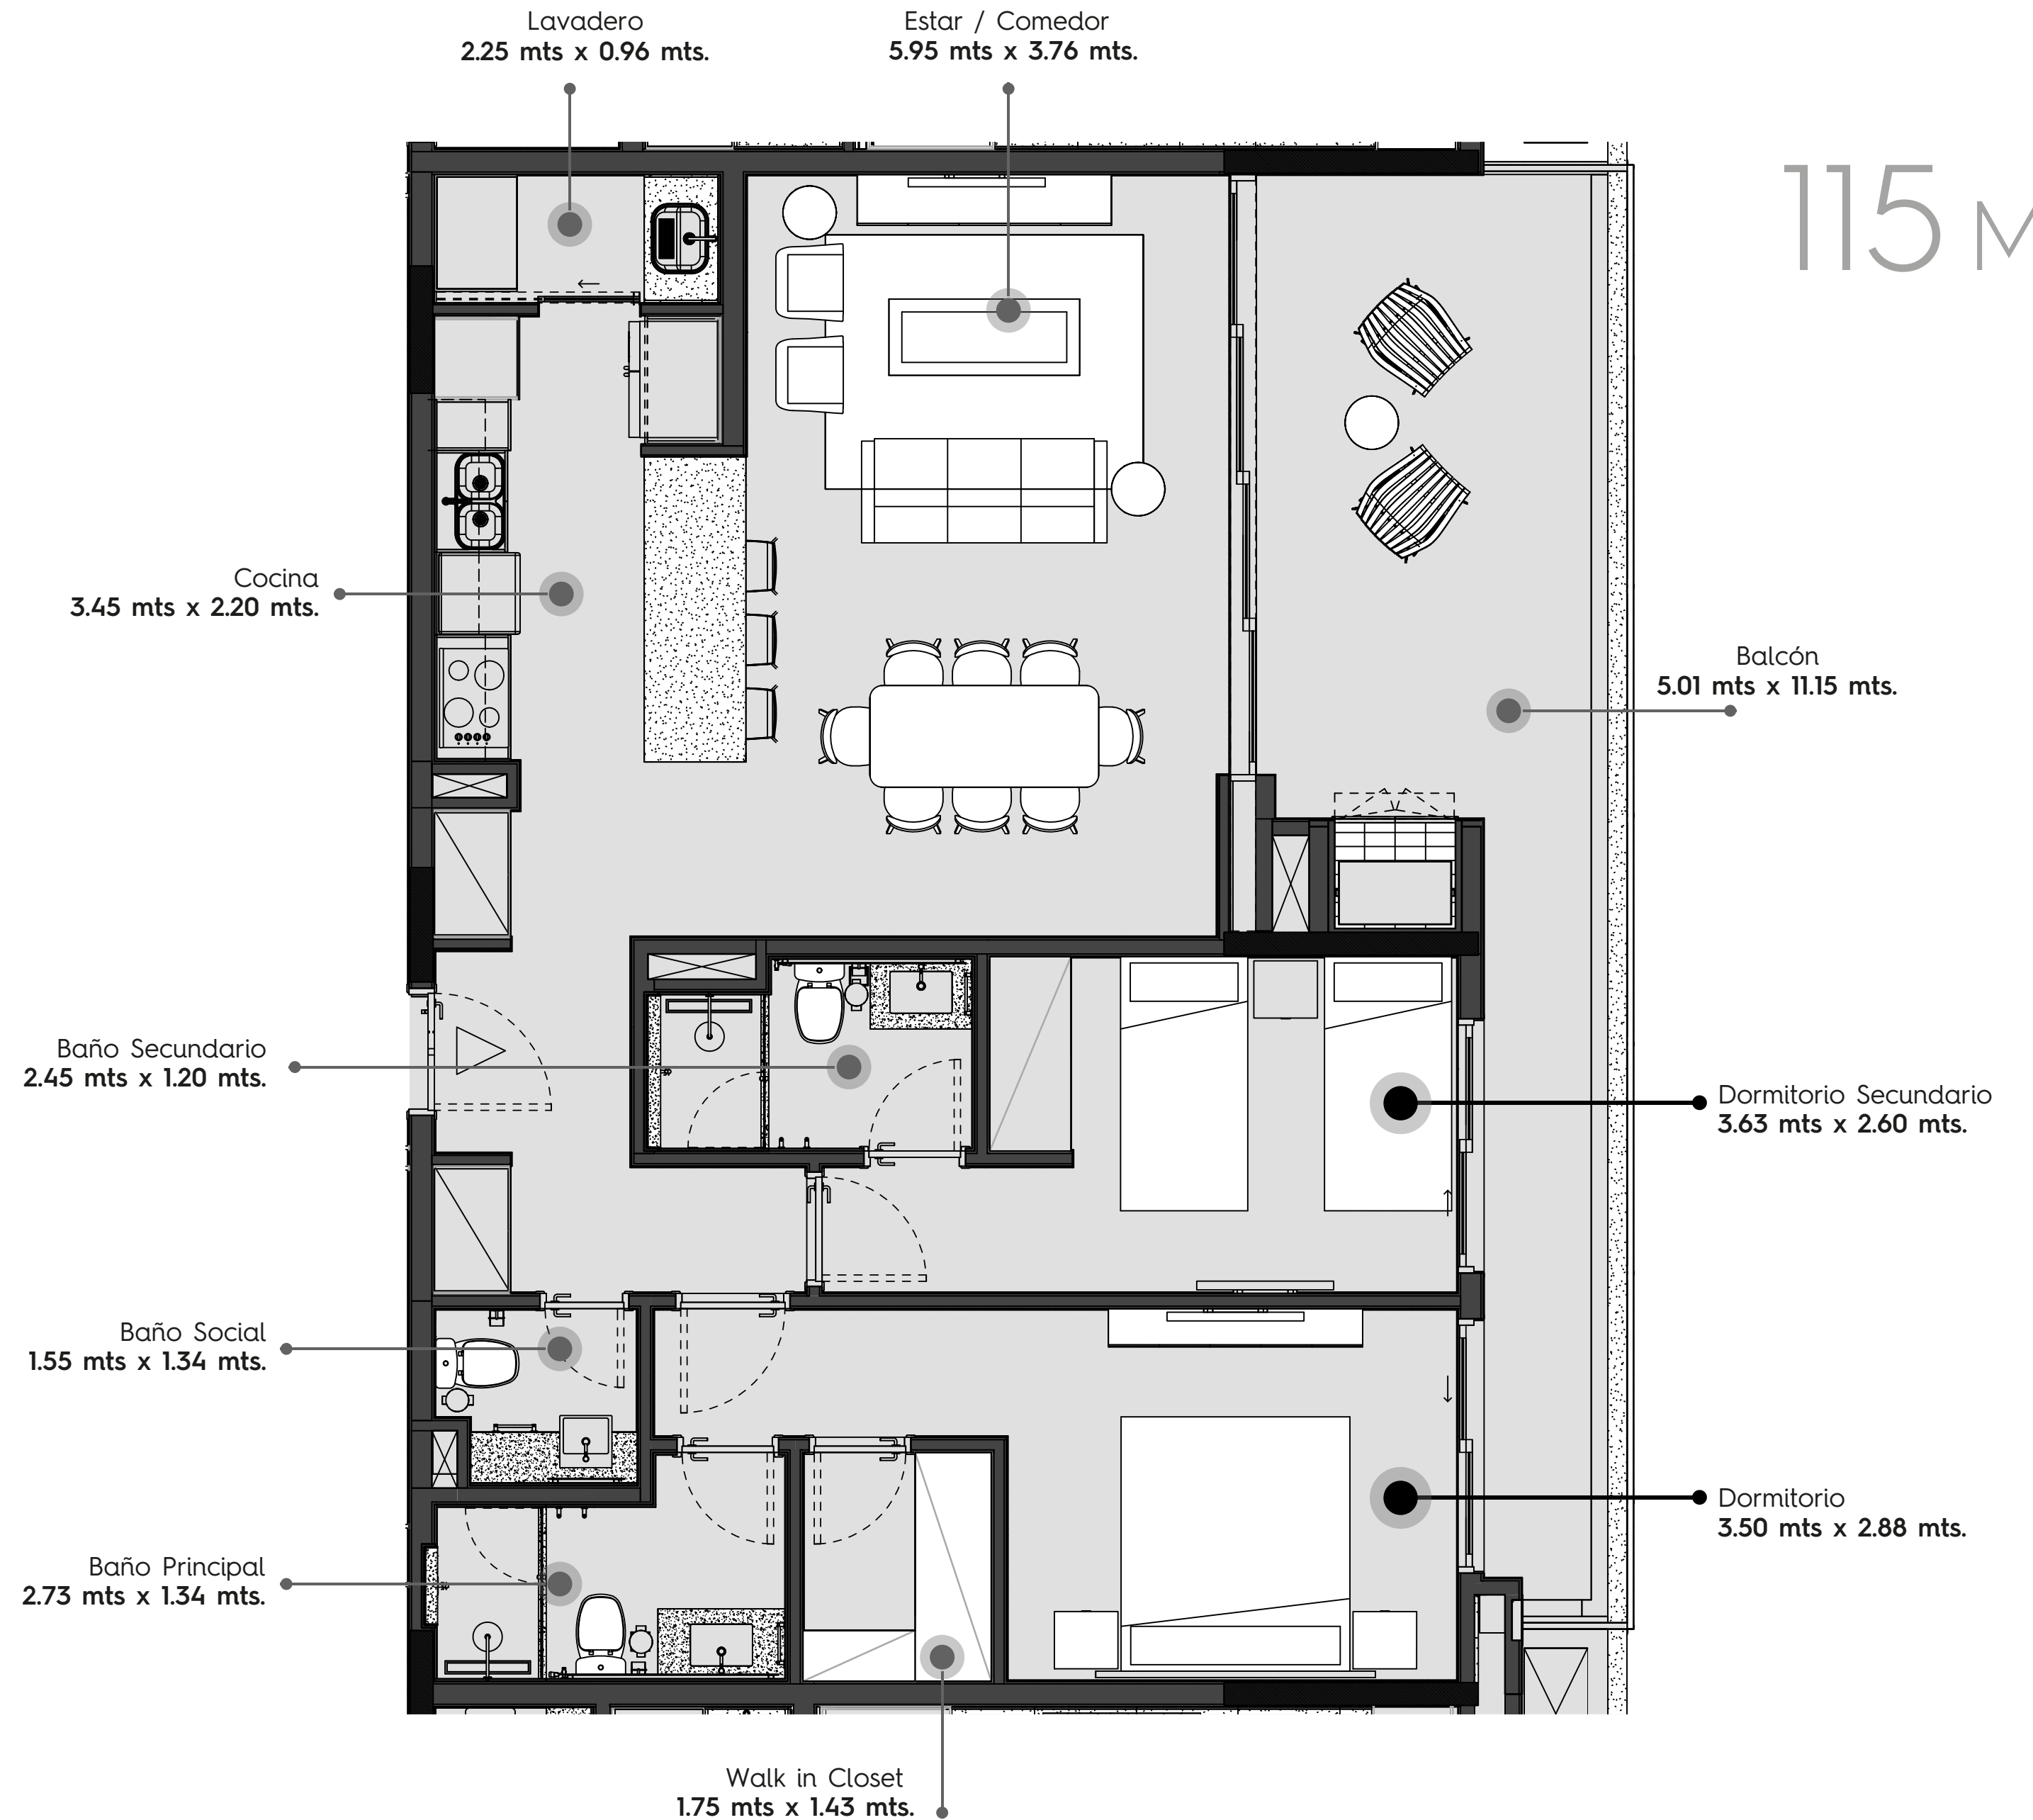 Lavadero
2.25 mts x 0.96 mts.
Estar / Comedor
5.95 mts x 3.76 mts.
115 M
Cocina
3.45 mts x 2.20 mts.
Balcón
5.01 mts x 11.15 mts.
Baño Secundario
2.45 mts x 1.20 mts.
Dormitorio Secundario
3.63 mts x 2.60 mts.
Baño Social
1.55 mts x 1.34 mts.
Dormitorio
3.50 mts x 2.88 mts.
Baño Principal
2.73 mts x 1.34 mts.
Walk in Closet
1.75 mts x 1.43 mts.